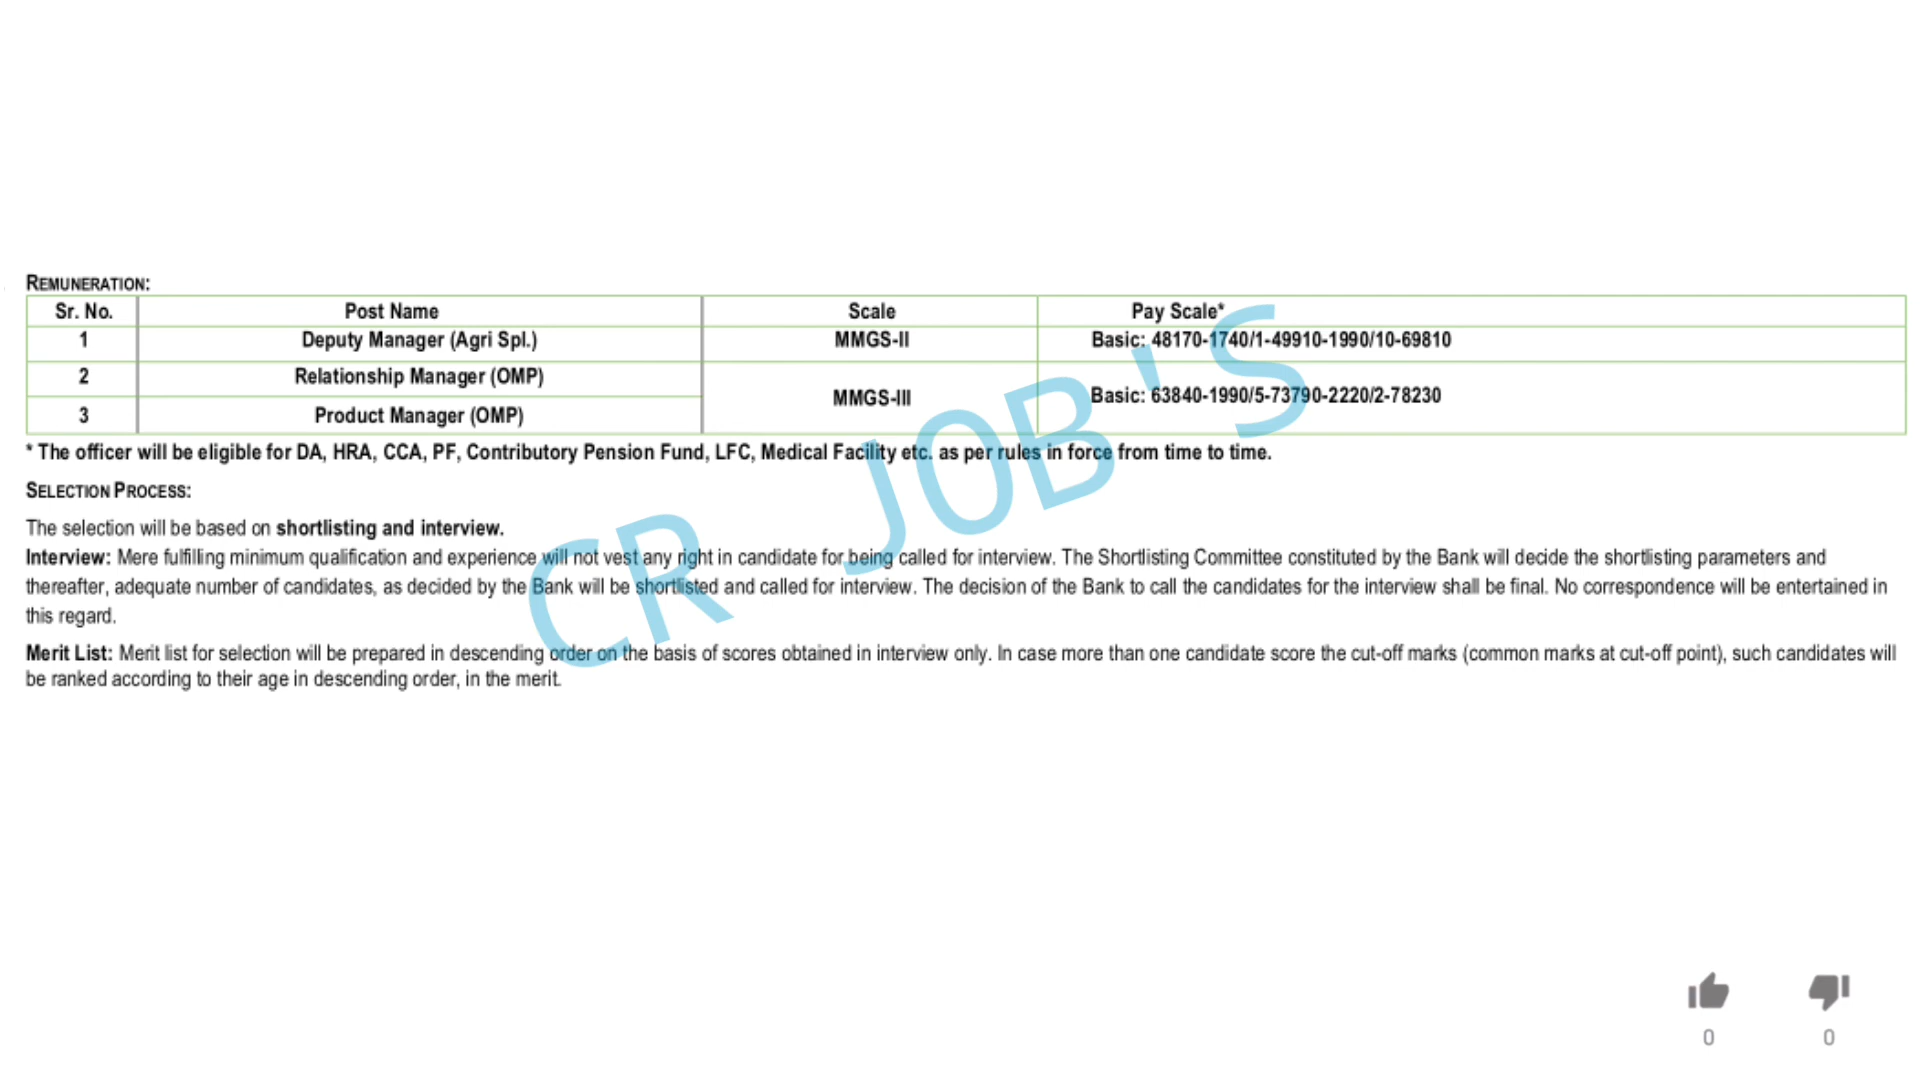 REMUNERATION:
Sr. No. Post Name Scale Pay Scale*
1 Deputy Manager (Agri Spl.) MMGS-II Basic: 48170-1740/1-49910-1990/10-69810
2 Relationship Manager (OMP)
MMGS-III Basic: 63840-1990/5-73790-2220/2-78230
3 Product Manager (OMP)
* The officer will be eligible for DA, HRA, CCA, PF, Contributory Pension Fund, LFC, Medical Facility etc. as per rules in force from time to time.
SELECTION PROCESS:
The selection will be based on shortlisting and interview.
Interview: Mere fulfilling minimum qualification and experience will not vest any right in candidate for being called for interview. The Shortlisting Committee constituted by the Bank will decide the shortlisting parameters and
thereafter, adequate number of candidates, as decided by the Bank will be shortlisted and called for interview. The decision of the Bank to call the candidates for the interview shall be final. No correspondence will be entertained in
this regard.
Merit List: Merit list for selection will be prepared in descending order on the basis of scores obtained in interview only. In case more than one candidate score the cut-off marks (common marks at cut-off point), such candidates will
be ranked according to their age in descending order, in the merit.
CR JOB'S
0 0